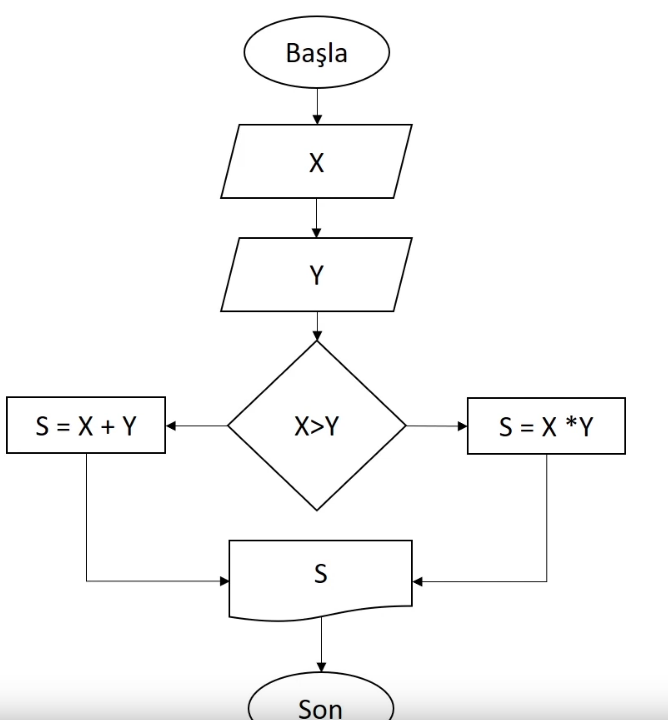 Başla
X
Y
X>Y
S = X + Y
S = X *Y
S
Son